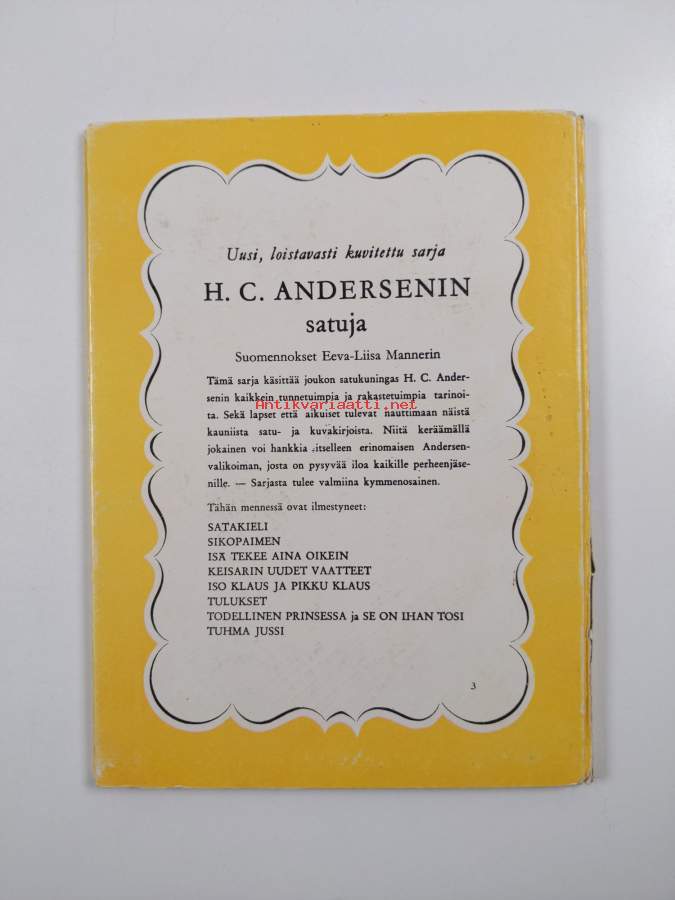 Uusi, loistavasti kuvitettu sarja
H. C. ANDERSENIN
satuja
Suomennokset Eeva-Liisa Mannerin
Tämä sarja käsittää joukon satukuningas H. C. Ander-
senin kaikkein tunnetuimpia ja rakastetuimpia tarinoi-
Antikvariaatti.net
ta. Sekä lapset että aikuiset tulevat nauttimaan näistä
kauniista satu- ja kuvakirjoista. Niitä keräämällä
jokainen voi hankkia itselleen erinomaisen Andersen-
valikoiman, josta on pysyvää iloa kaikille perheenjäse-
nille. — Sarjasta tulee valmiina kymmenosainen.
Tähän mennessä ovat ilmestyneet:
SATAKIELI
SIKOPAIMEN
ISÄ TEKEE AINA OIKEIN
KEISARIN UUDET VAATTEET
ISO KLAUS JA PIKKU KLAUS
TULUKSET
TODELLINEN PRINSESSA ja SE ON IHAN TOSI
TUHMA JUSSI
3